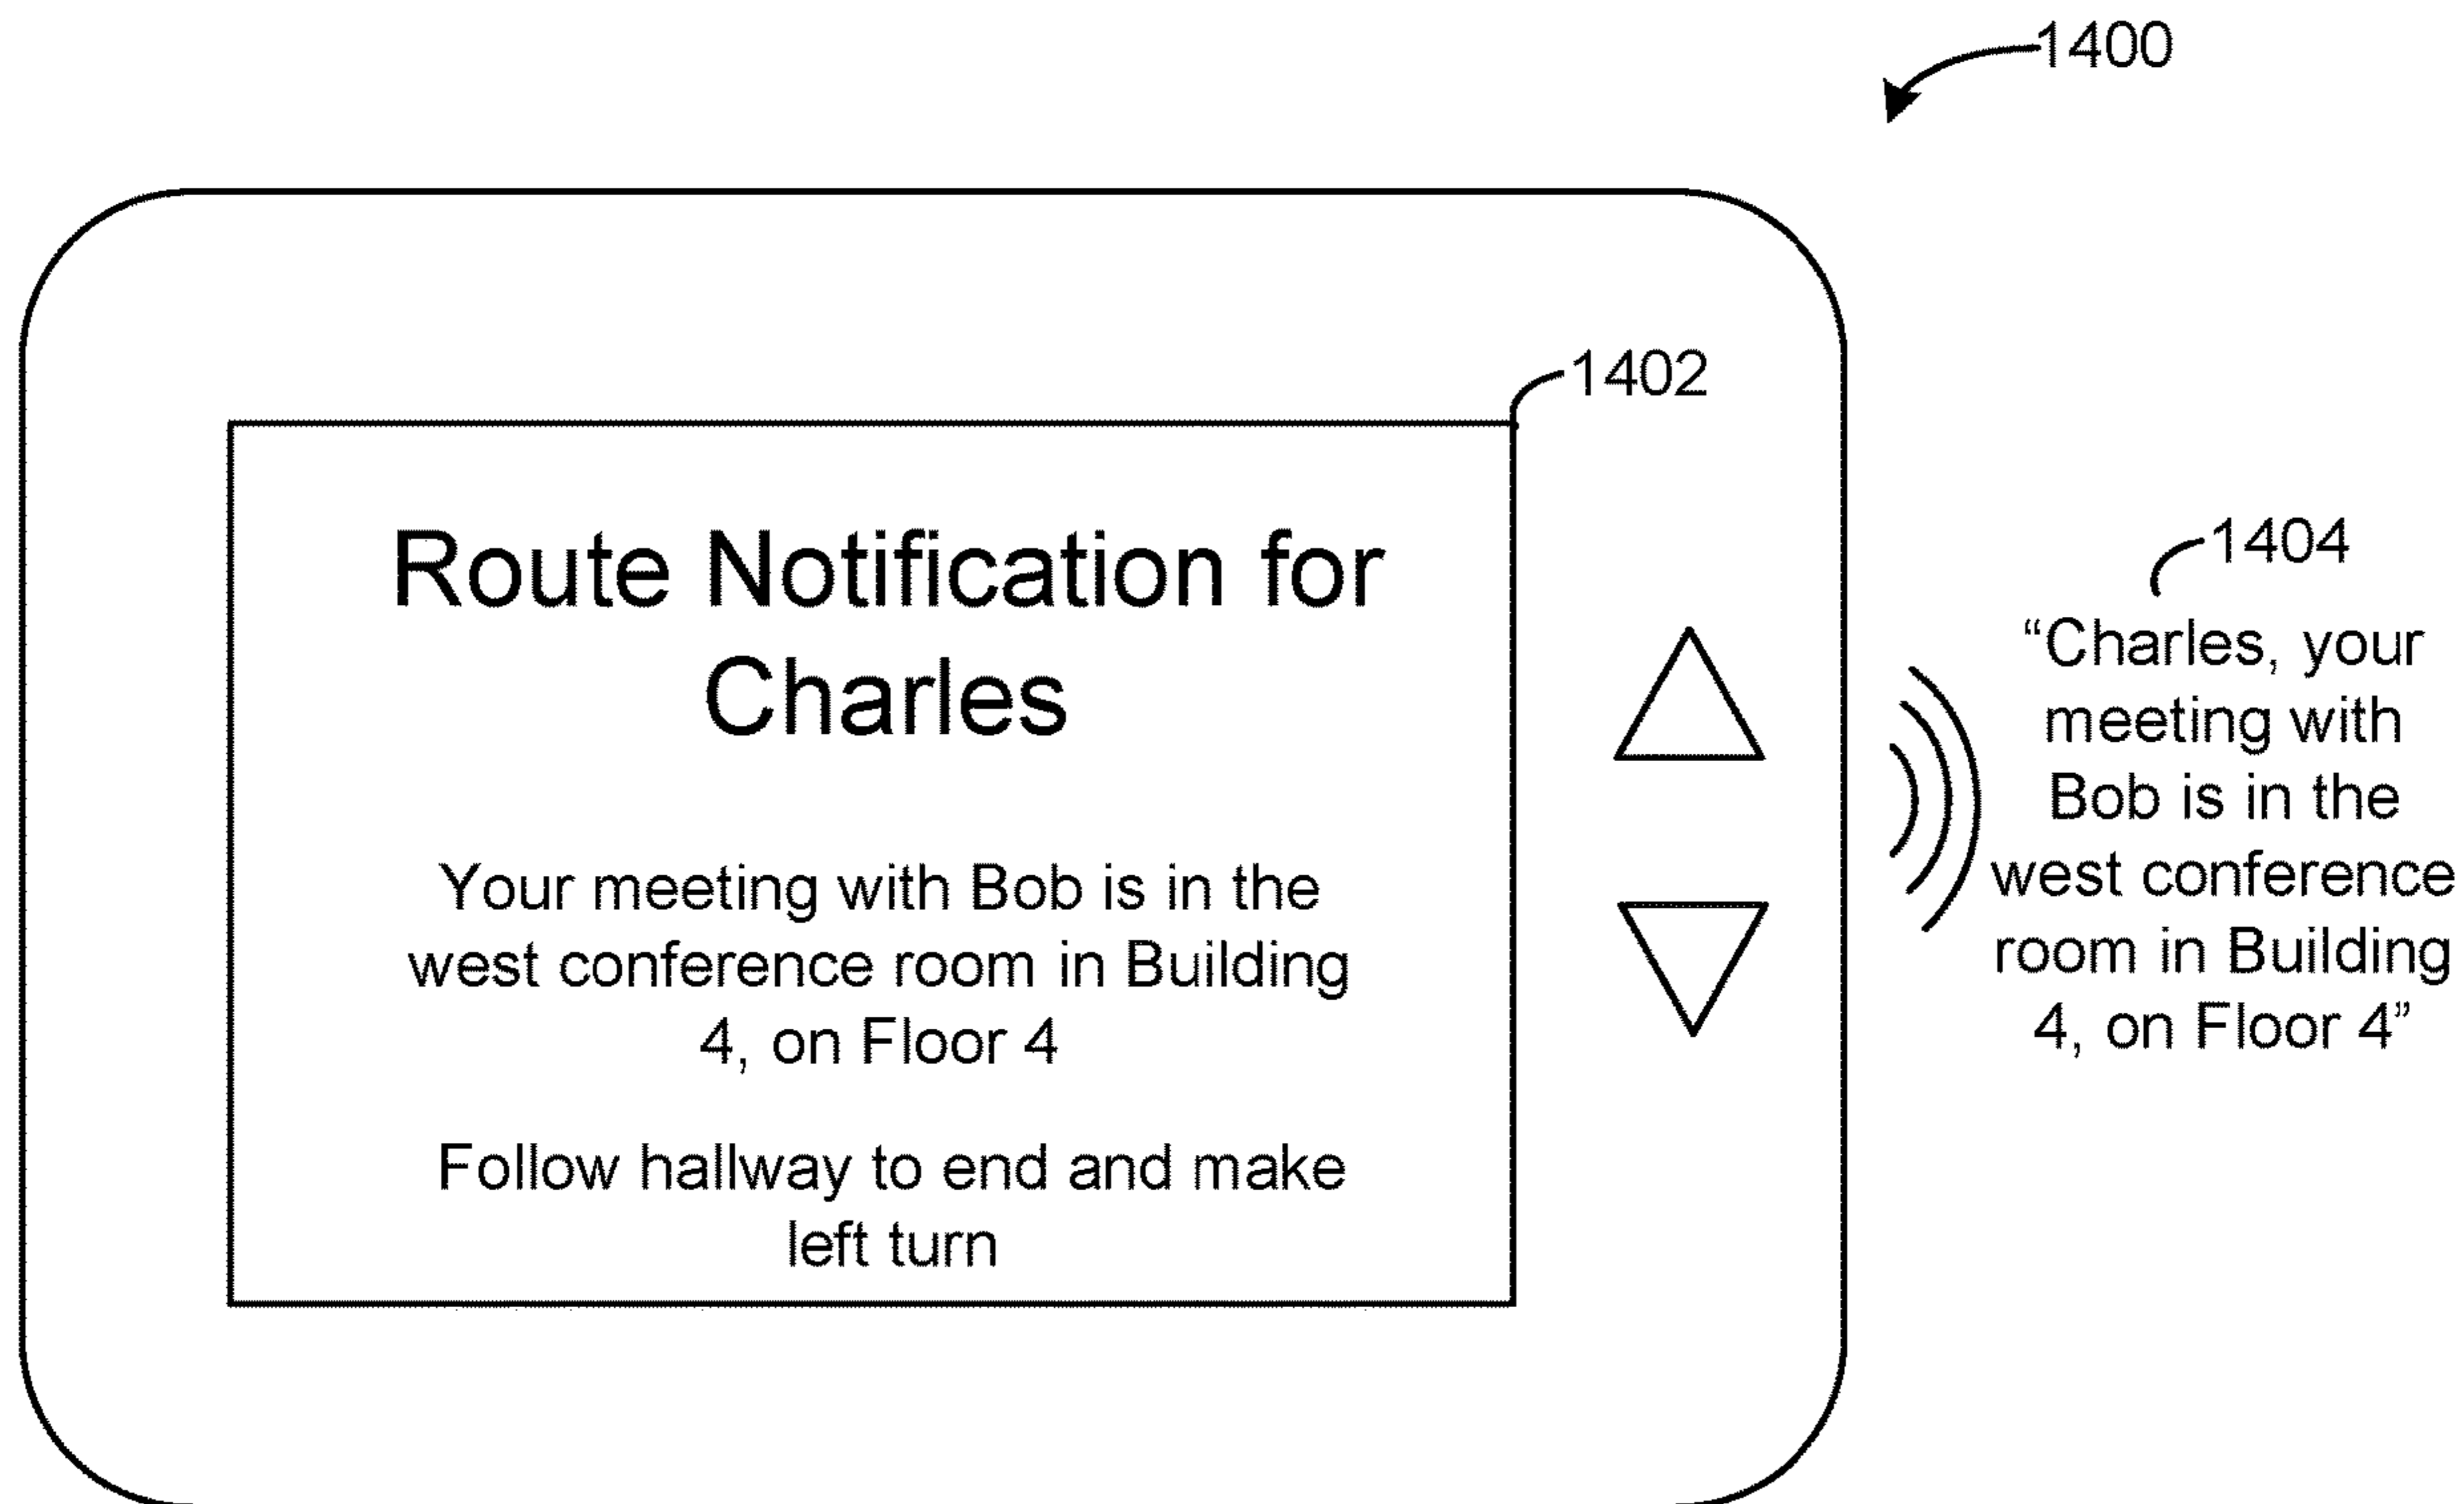 1400
1402
Route Notification for
Charles
Your meeting with Bob is in the
west conference room in Building
4, on Floor 4
Follow hallway to end and make
left turn
1404
“Charles, your
meeting with
Bob is in the
west conference
room in Building
4, on Floor 4”